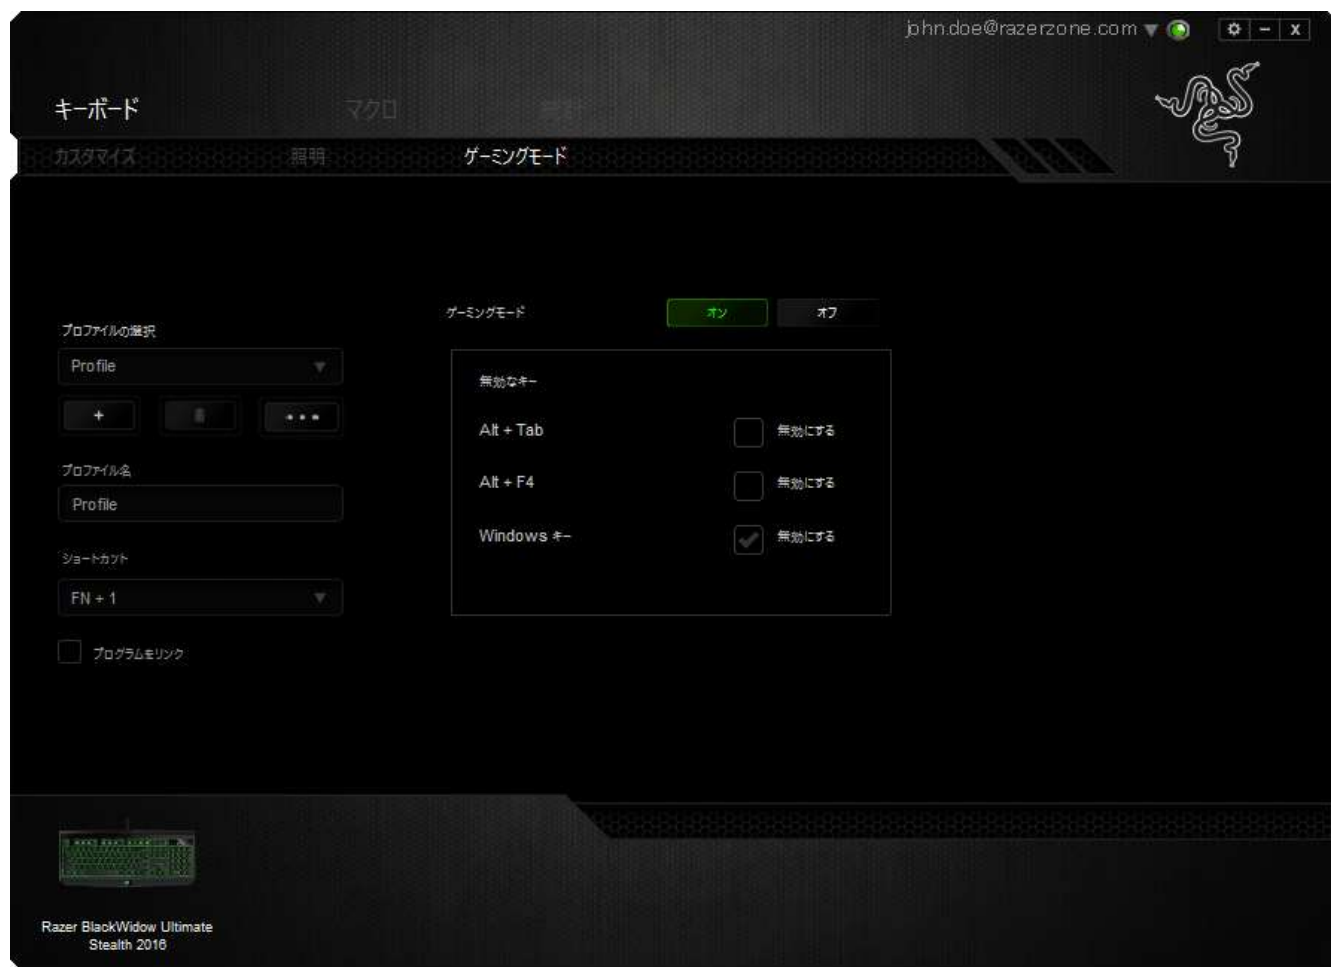 john.doe@razerzone.com
X
キーボード
マクロ
カスタマイズ
照明
ゲーミングモード
ゲーミングモード
オン
オフ
プロファイルの選択
Profile
+
プロファイル名
Profile
ショートカット
FN + 1
プログラムをリンク
無効なキー
Alt + Tab
無効にする
Alt + F4
無効にする
Windows キー
無効にする
Razer BlackWidow Ultimate
Stealth 2016